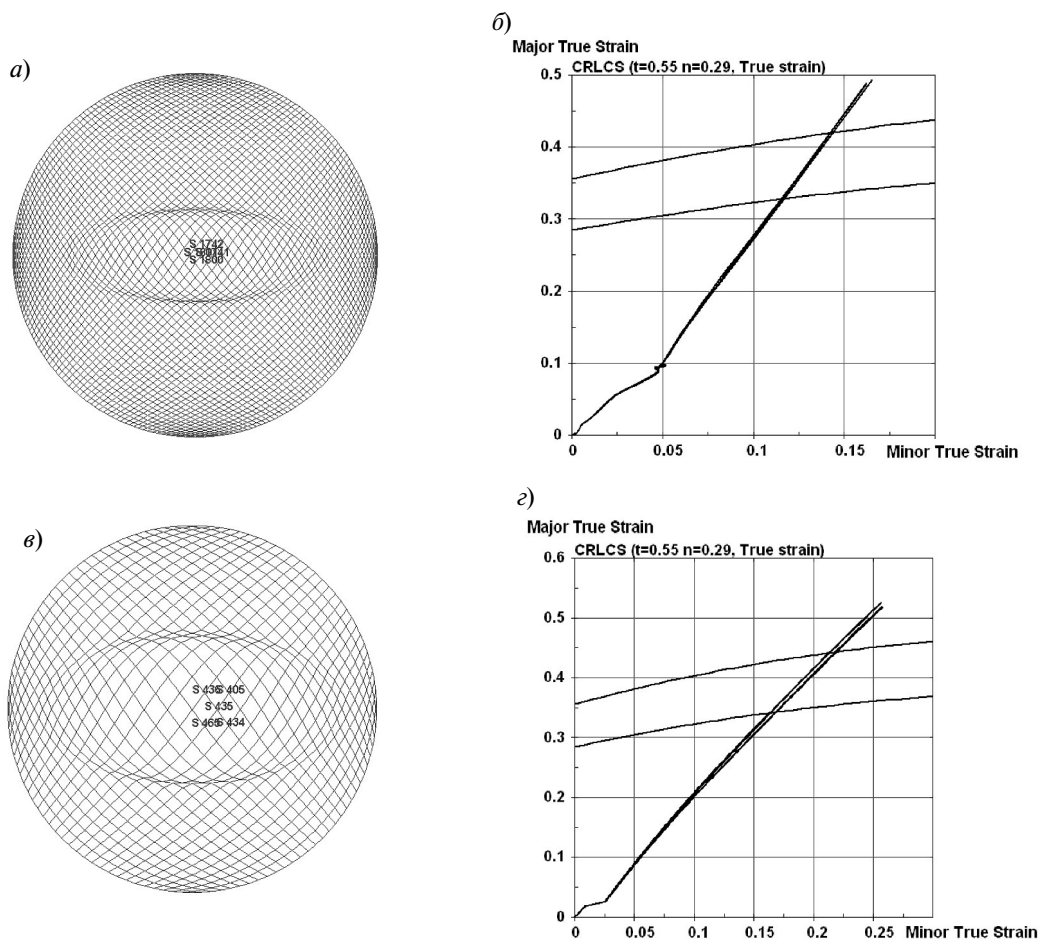 а)
S 1742
S 1800
б)
Major True Strain
CRLCS (t=0.55 n=0.29, True strain)
0.5
0.4
0.3
0.2
0.1
0
0 0.05 0.1 0.15 Minor True Strain
в)
S 436 S 405
S 435
S 465 S 434
г)
Major True Strain
CRLCS (t=0.55 n=0.29, True strain)
0.6
0.5
0.4
0.3
0.2
0.1
0
0 0.05 0.1 0.15 0.2 0.25 Minor True Strain